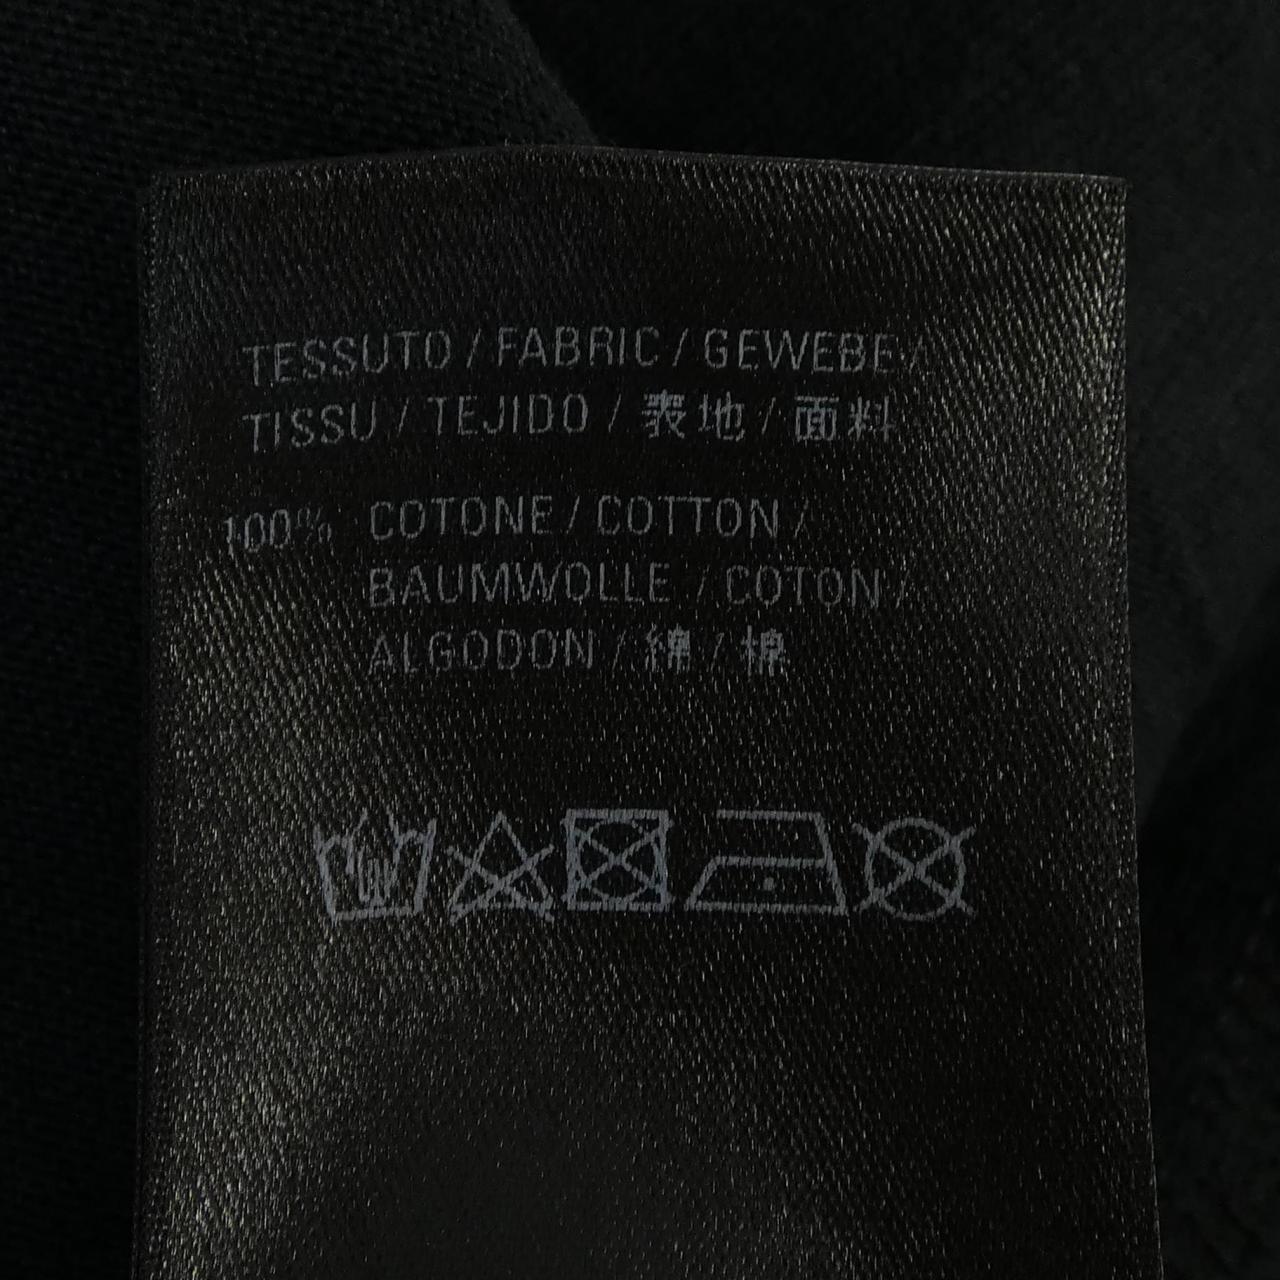 TESSUTO / FABRIC / GEWEBE /
TISSU / TEJIDO / 表地 / 面料
100% COTONE / COTTON /
BAUMWOLLE / COTON /
ALGODON / 綿 / 棉